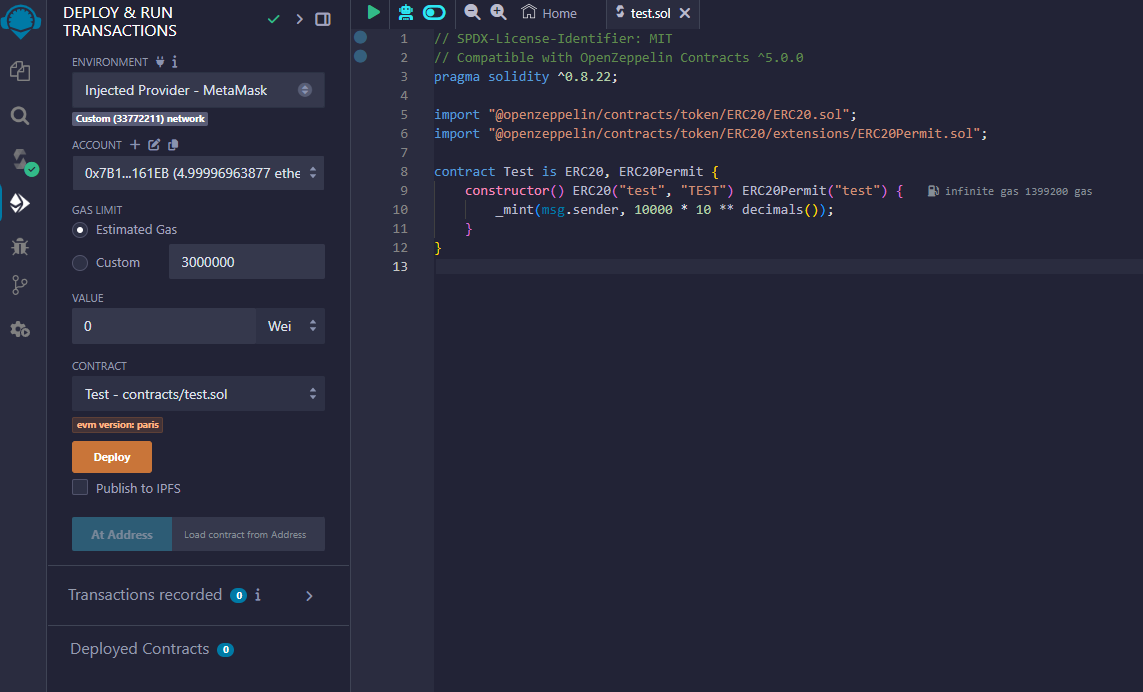 DEPLOY & RUN
TRANSACTIONS
ENVIRONMENT
Injected Provider - MetaMask
Custom (33772211) network
ACCOUNT
0x7B1...161EB (4.99996963877 ethe
GAS LIMIT
Estimated Gas
Custom
3000000
VALUE
0
Wei
CONTRACT
Test - contracts/test.sol
evm version: paris
Deploy
Publish to IPFS
At Address
Load contract from Address
Transactions recorded 0 i
Deployed Contracts 0
Home
test.sol
1 // SPDX-License-Identifier: MIT
2 // Compatible with OpenZeppelin Contracts ^5.0.0
3 pragma solidity ^0.8.22;
4
5 import "@openzeppelin/contracts/token/ERC20/ERC20.sol";
6 import "@openzeppelin/contracts/token/ERC20/extensions/ERC20Permit.sol";
7
8 contract Test is ERC20, ERC20Permit {
9 constructor() ERC20("test", "TEST") ERC20Permit("test") { infinite gas 1399200 gas
10 _mint(msg.sender, 10000 * 10 ** decimals());
11 }
12 }
13